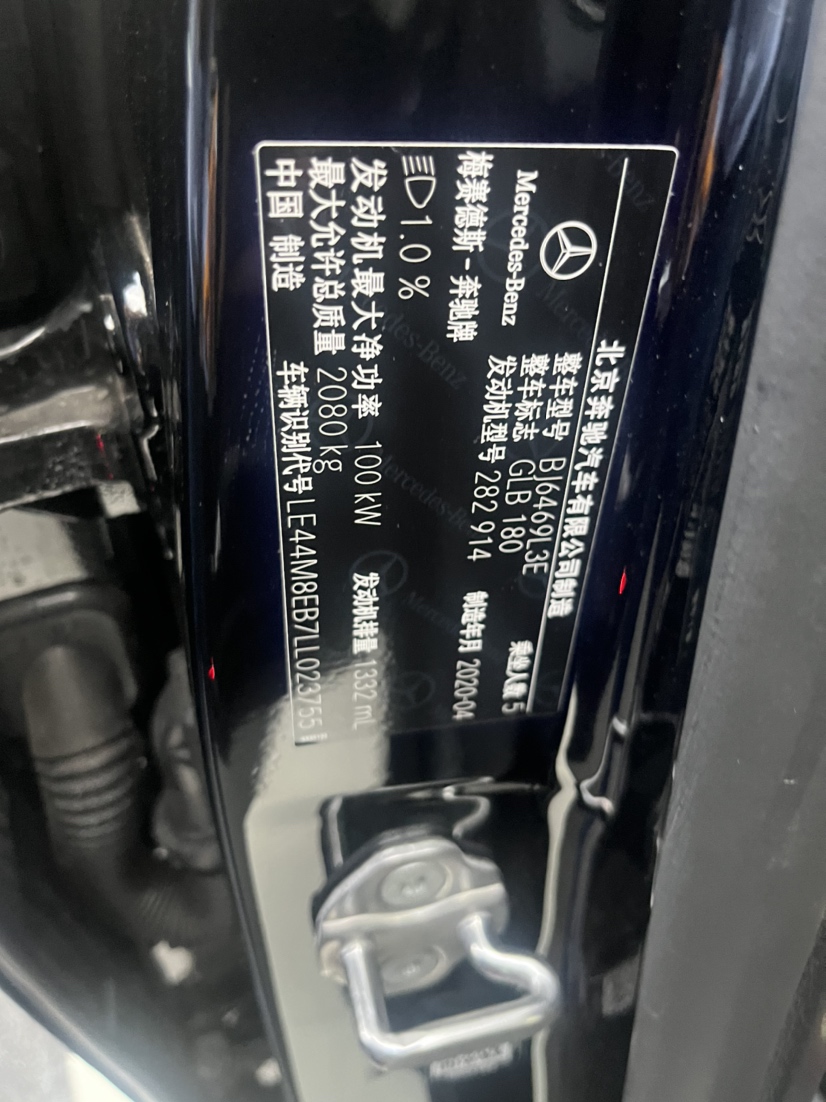 北京奔驰汽车有限公司制造
Mercedes-Benz
梅赛德斯-奔驰牌
整车型号 BJ6469L3E
整车标志 GLB 180 乘坐人数 5
发动机型号 282 914 制造年月 2020-04
1.0 %
发动机最大净功率 100 kW 发动机排量 1332 mL
最大允许总质量 2080 kg
中国 制造 车辆识别代号 LE44M8EB7LL023755